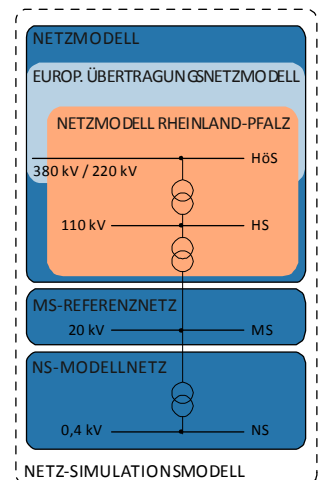 NETZMODELL
EUROP. ÜBERTRAGUNGSNETZMODELL
NETZMODELL RHEINLAND-PFALZ
HöS
380 kV / 220 kV
110 kV HS
MS-REFERENZNETZ
20 kV MS
NS-MODELLNETZ
0,4 kV NS
NETZ-SIMULATIONSMODELL